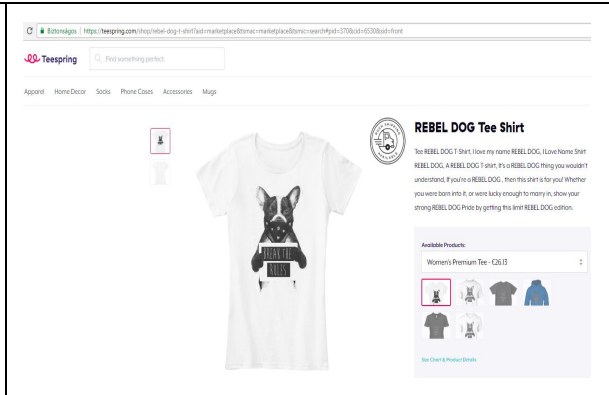 Biztonságos | https://teespring.com/shop/rebel-dog-t-shirt?aid=marketplace&tsmac=marketplace&tsmic=search#pid=370&cid=6530&sid=front
Teespring
Find something perfect.
Apparel Home Decor Socks Phone Cases Accessories Mugs
REBEL DOG Tee Shirt
Tee REBEL DOG T-Shirt, I love my name REBEL DOG, I Love Name Shirt
REBEL DOG, A REBEL DOG T-shirt, It's a REBEL DOG thing you wouldn't
understand, If you're a REBEL DOG , then this shirt is for you! Whether
you were born into it, or were lucky enough to marry in, show your
strong REBEL DOG Pride by getting this limit REBEL DOG edition.
BREAK THE
RULES
Available Products:
Women's Premium Tee - £26.13
Size Chart & Product Details